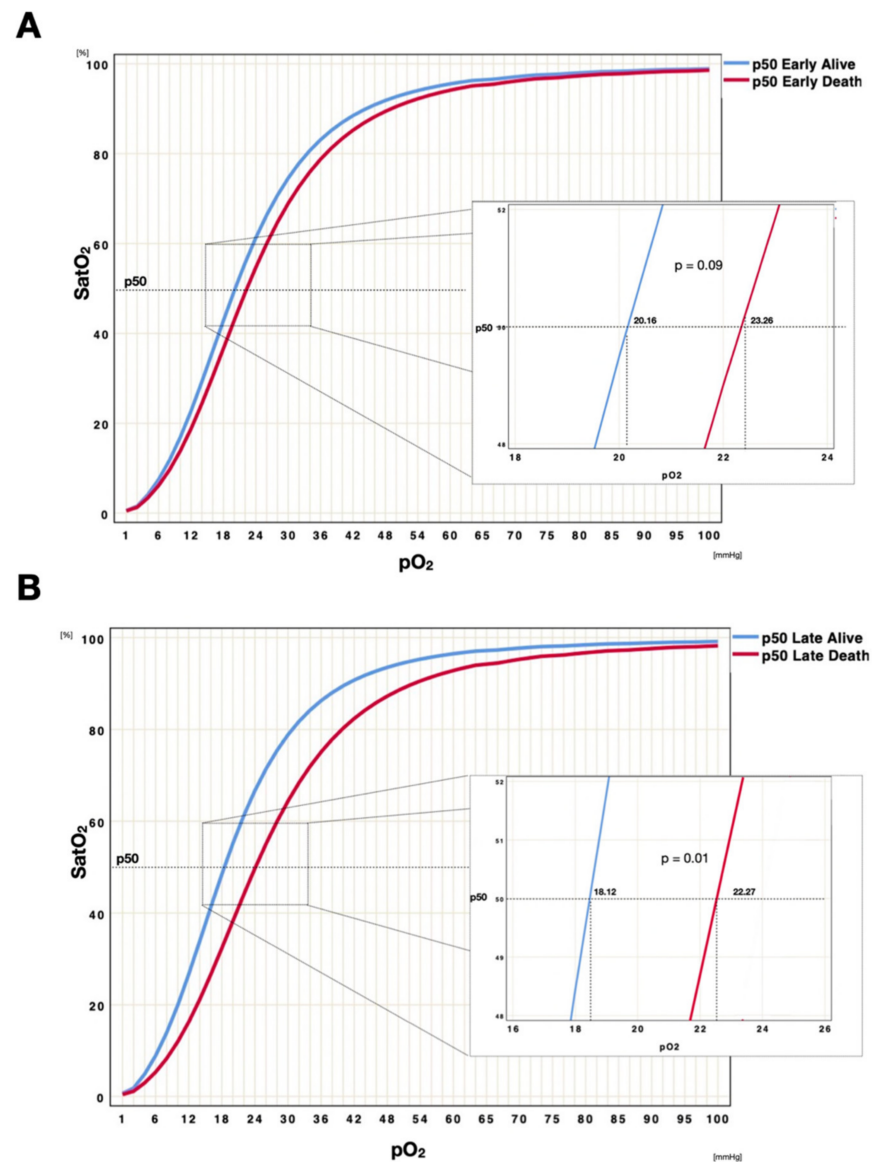 A
[%]
100
80
60
40
20
0
SatO₂
p50
p50 Early Alive
p50 Early Death
52
p = 0.09
p50
20.16
23.26
48
18 20 22 24
pO2
1 6 12 18 24 30 36 42 48 54 60 65 70 75 80 85 90 95 100
pO₂
[mmHg]
B
[%]
100
80
60
40
20
0
SatO₂
p50
p50 Late Alive
p50 Late Death
52
51
p = 0.01
p50 50
18.12
22.27
49
48
16 18 20 22 24 26
pO2
1 6 12 18 24 30 36 42 48 54 60 65 70 75 80 85 90 95 100
pO₂
[mmHg]